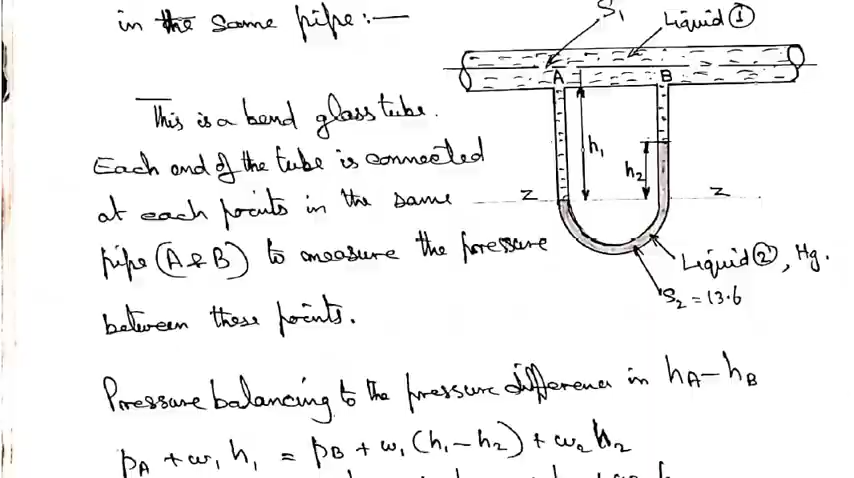 in the same pipe :—
S₁
Liquid ①
A
B
This is a bend glass tube.
Each end of the tube is connected
at each points in the same
pipe (A & B) to measure the pressure
between these points.
h₁
h₂
Z
Z
Liquid ②, Hg.
S₂ = 13.6
Pressure balancing to the pressure difference in hA – hB
pA + w₁ h₁ = pB + w₁ (h₁ – h₂) + w₂ h₂